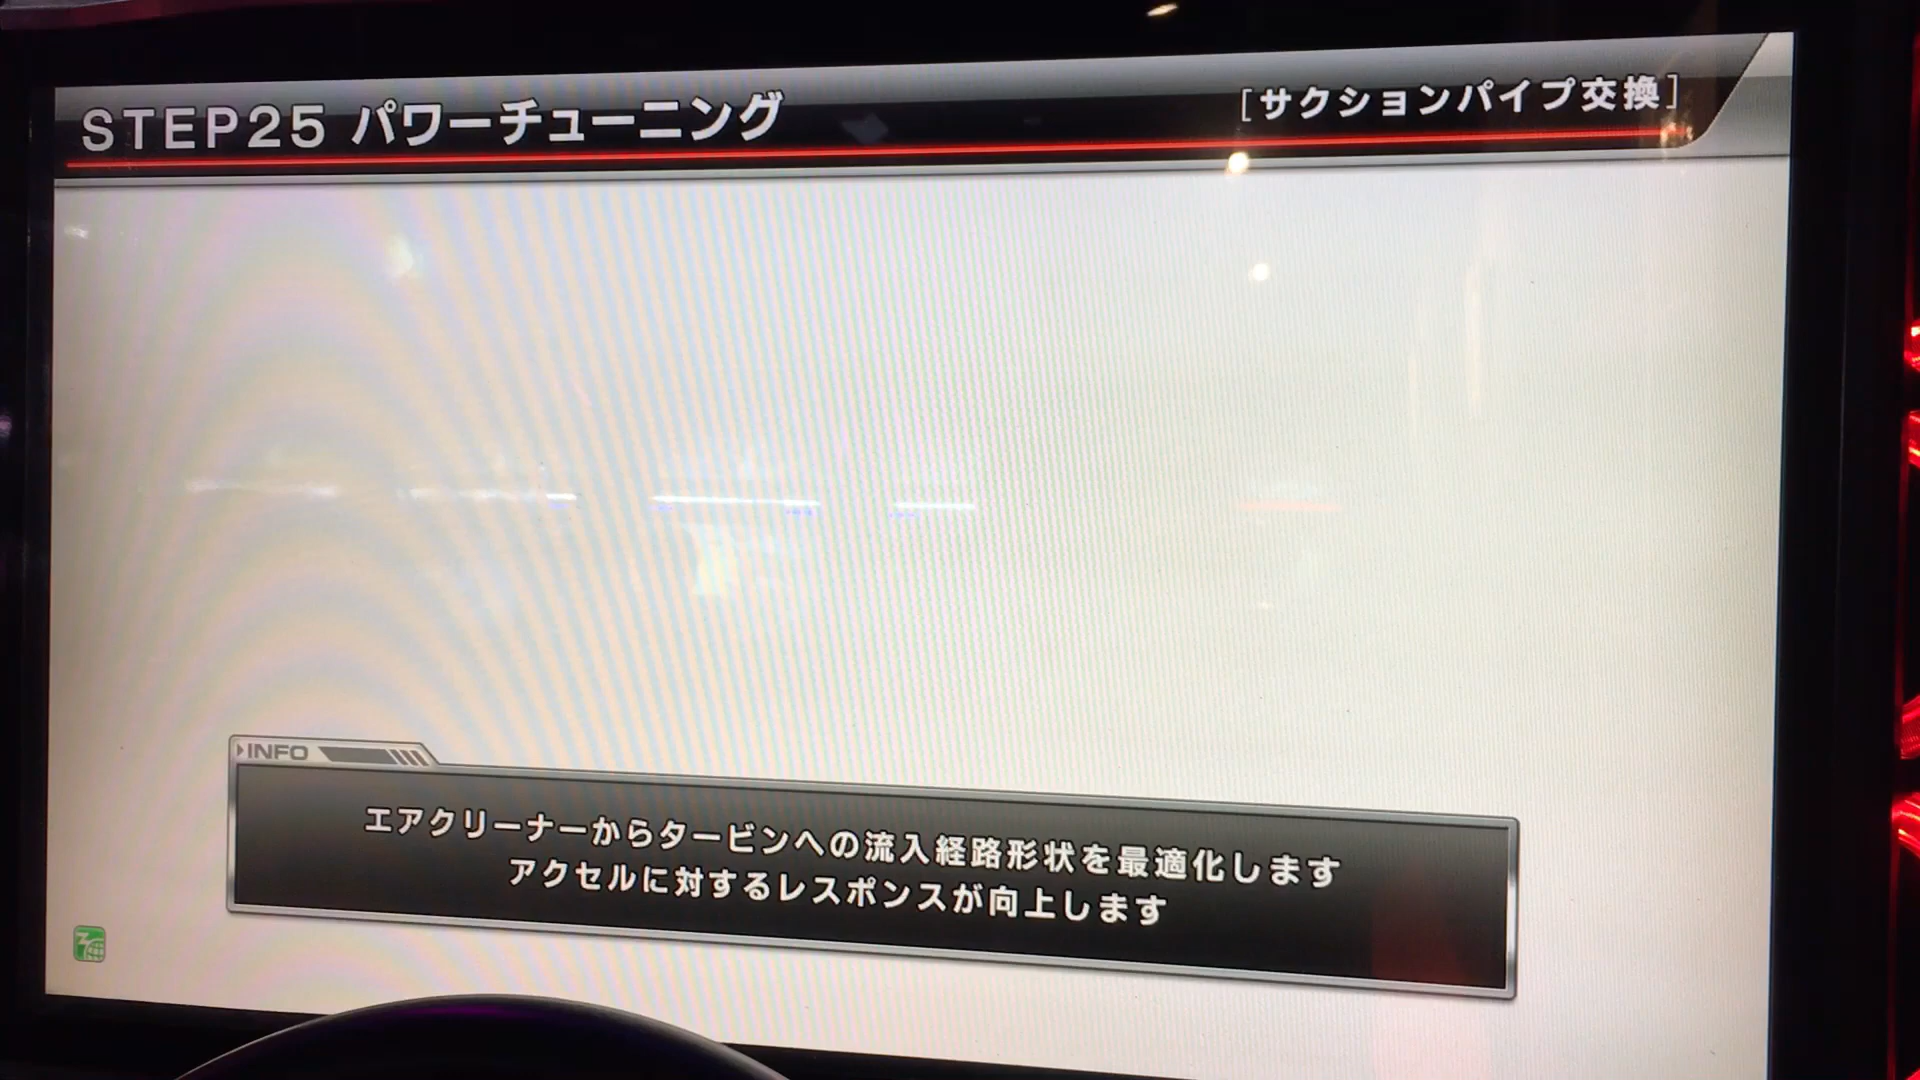 STEP25 パワーチューニング
[サクションパイプ交換]
INFO
エアクリーナーからタービンへの流入経路形状を最適化します
アクセルに対するレスポンスが向上します